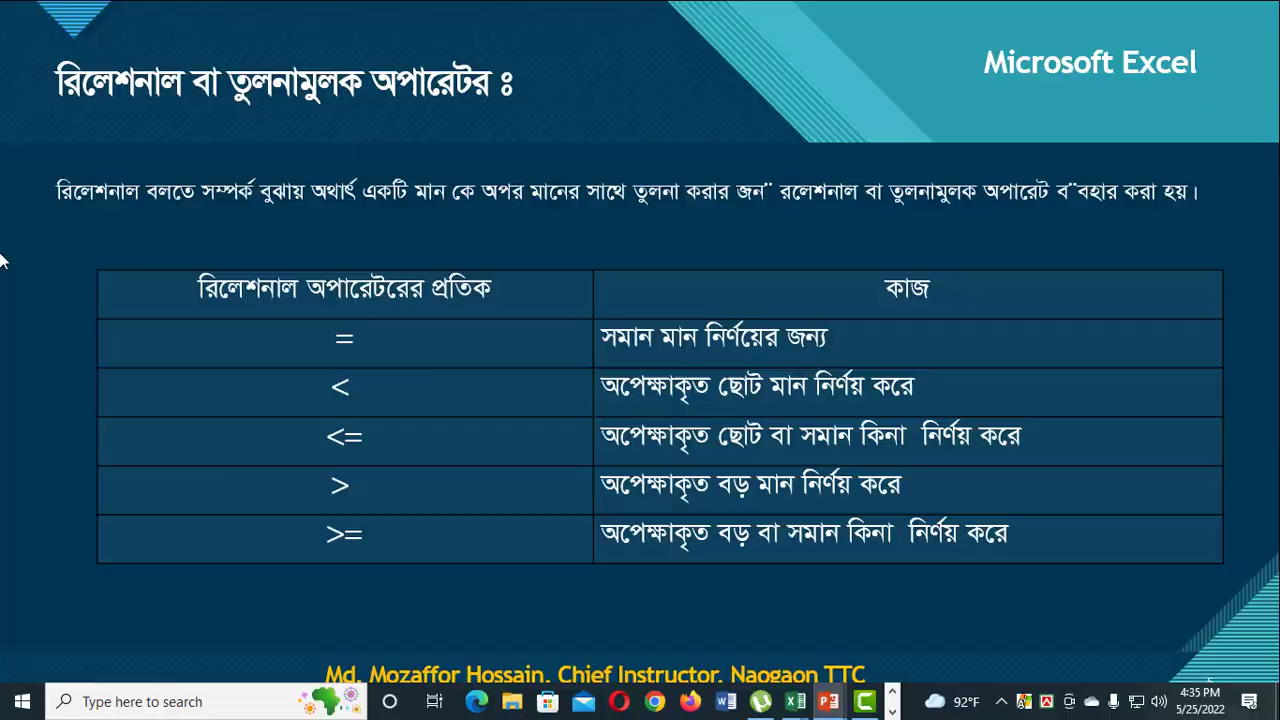 Microsoft Excel
রিলেশনাল বা তুলনামুলক অপারেটর ঃ
রিলেশনাল বলতে সম্পর্ক বুঝায় অথার্ৎ একটি মান কে অপর মানের সাথে তুলনা করার জন¨ রলেশনাল বা তুলনামুলক অপারেট ব¨বহার করা হয়।
রিলেশনাল অপারেটরের প্রতিক কাজ
= সমান মান নির্ণয়ের জন্য
< অপেক্ষাকৃত ছোট মান নির্ণয় করে
<= অপেক্ষাকৃত ছোট বা সমান কিনা নির্ণয় করে
> অপেক্ষাকৃত বড় মান নির্ণয় করে
>= অপেক্ষাকৃত বড় বা সমান কিনা নির্ণয় করে
Md. Mozaffor Hossain, Chief Instructor, Naogaon TTC
Type here to search
92°F
4:35 PM
5/25/2022